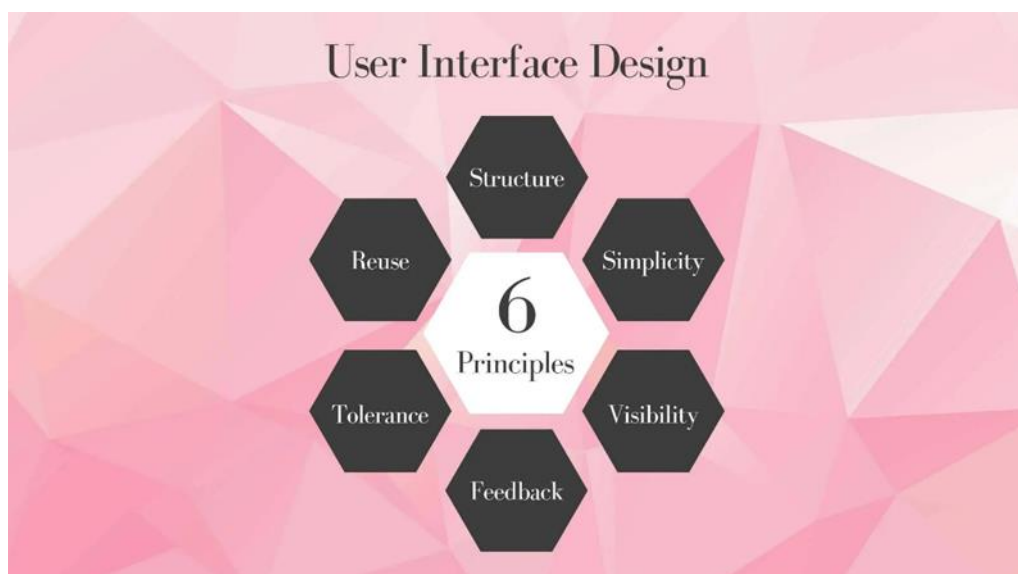 User Interface Design
Structure
Simplicity
Visibility
Feedback
Tolerance
Reuse
6
Principles